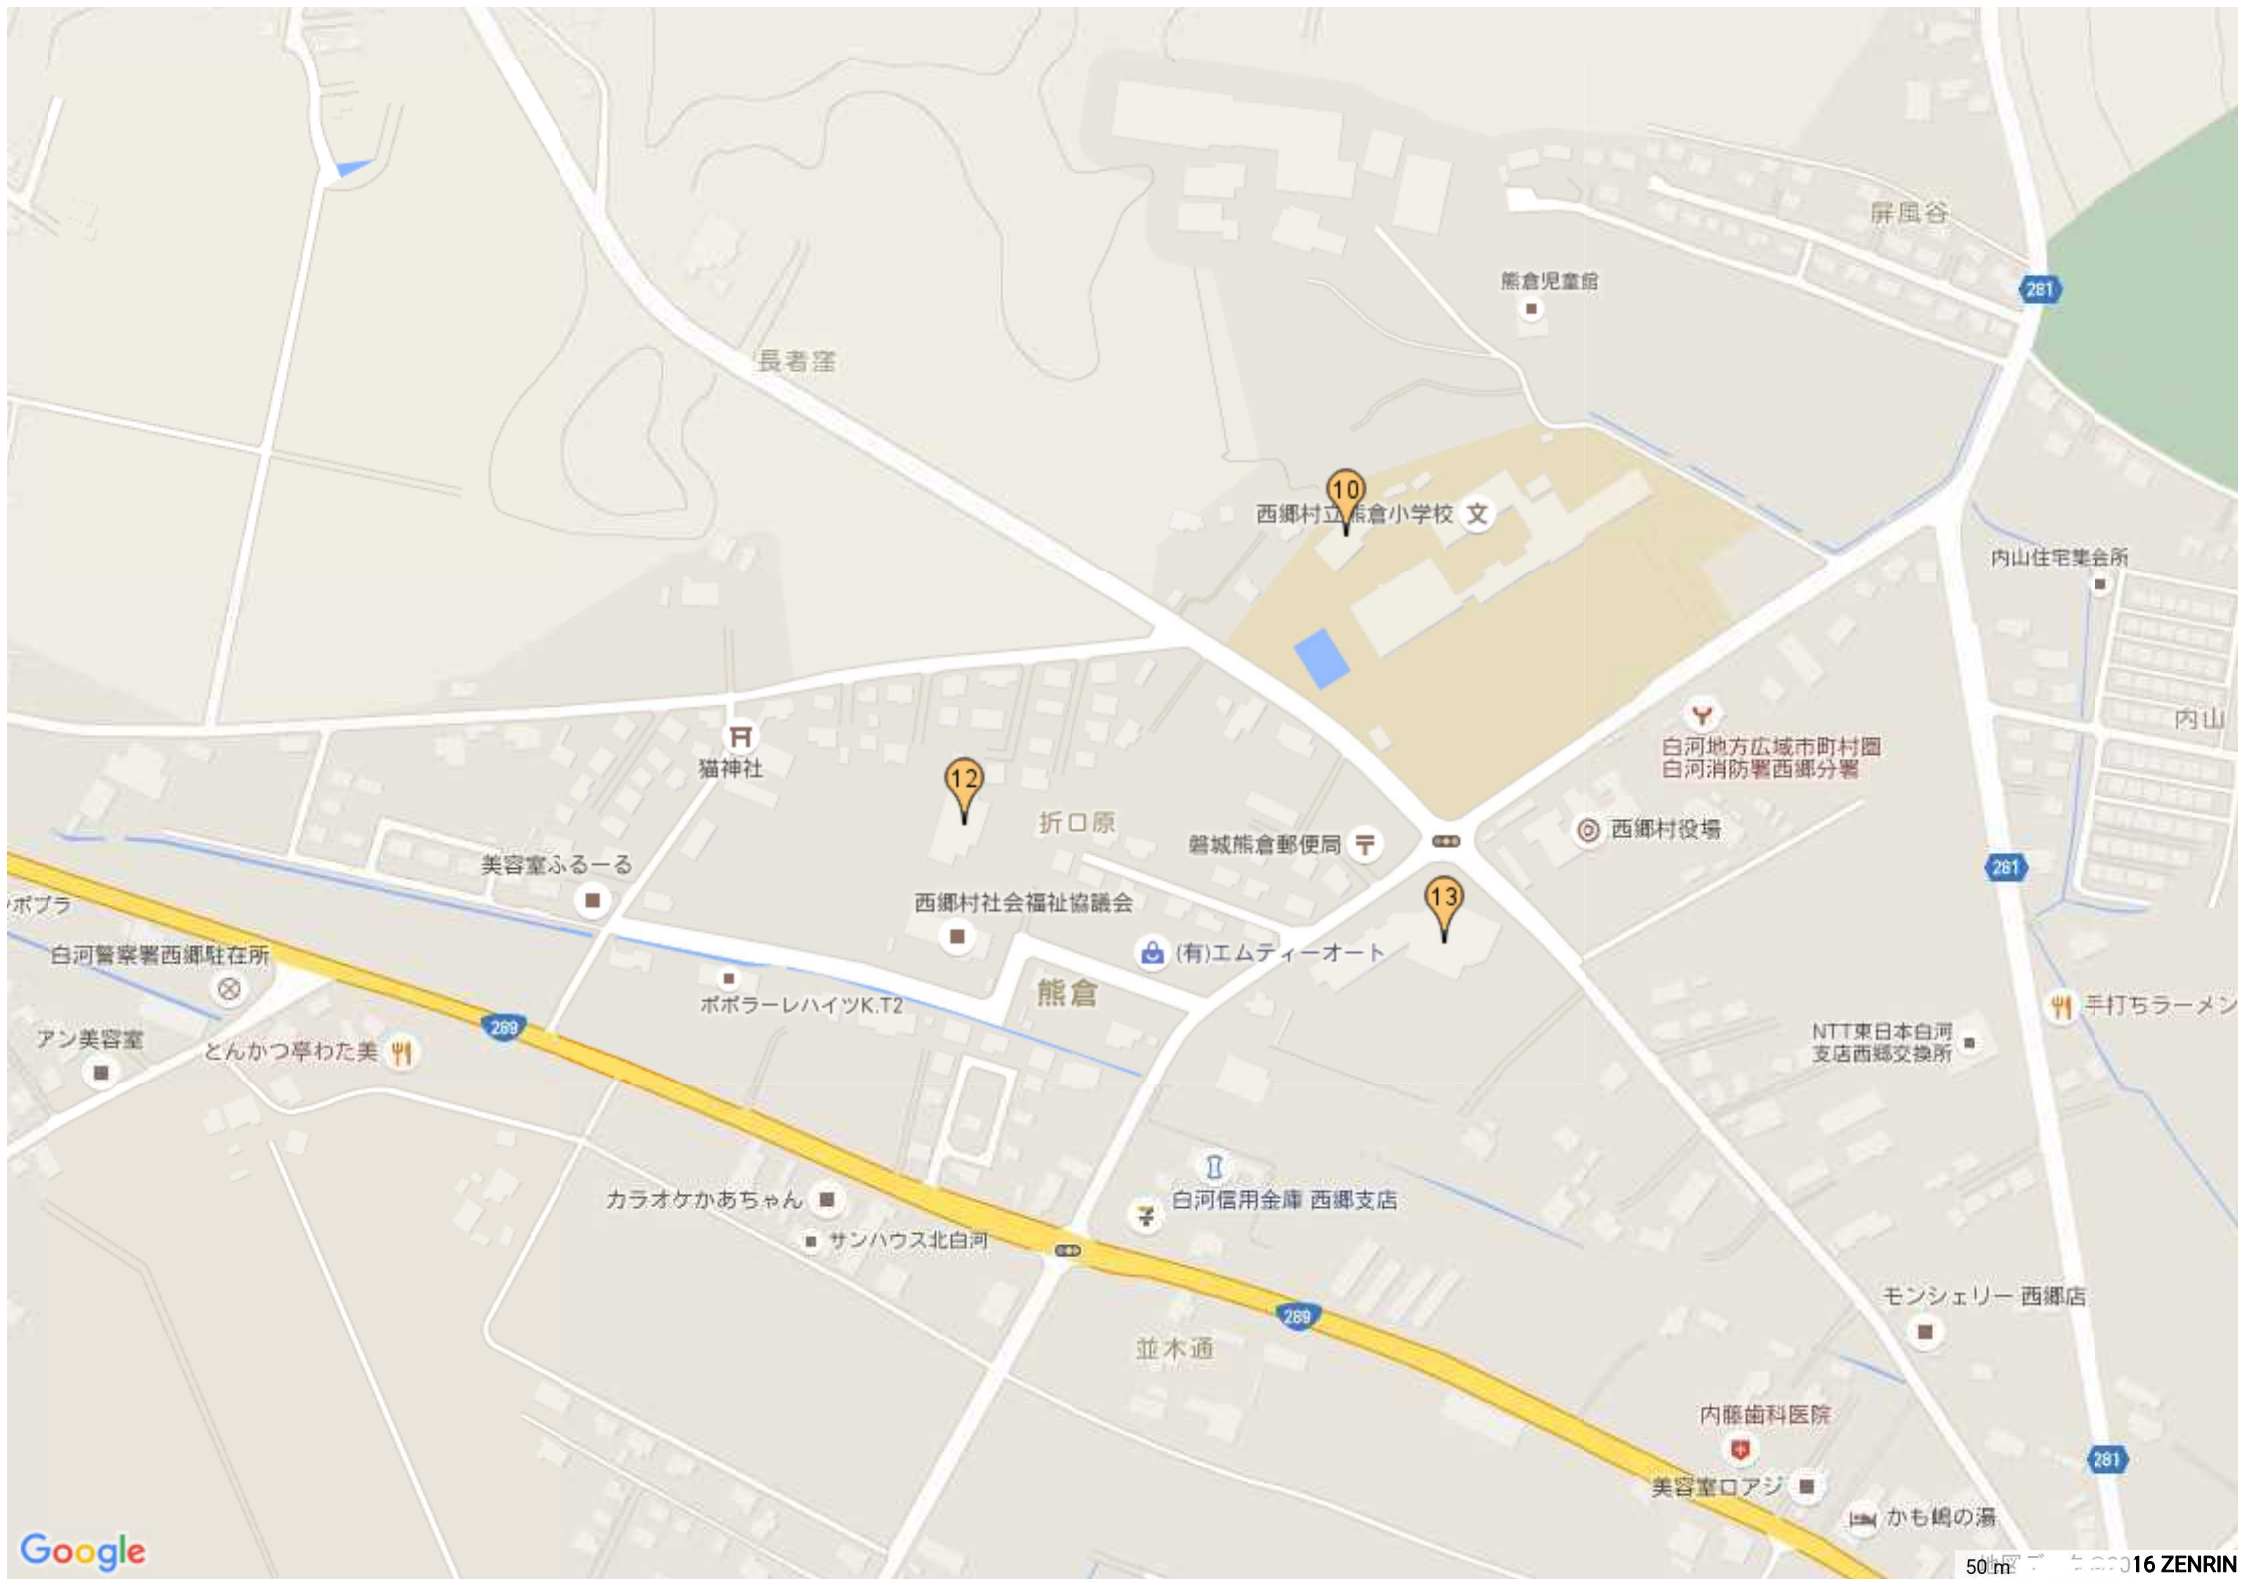 屏風谷
熊倉児童館
281
長者窪
10
西郷村立熊倉小学校
文
内山住宅集会所
内山
白河地方広域市町村圏
白河消防署西郷分署
猫神社
12
折口原
磐城熊倉郵便局
西郷村役場
281
美容室ふるーる
西郷村社会福祉協議会
13
ポプラ
白河警察署西郷駐在所
(有)エムティーオート
熊倉
ポポラーレハイツK.T2
手打ちラーメン
289
アン美容室
とんかつ亭わた美
NTT東日本白河
支店西郷交換所
カラオケかあちゃん
白河信用金庫 西郷支店
サンハウス北白河
モンシェリー 西郷店
289
並木通
内藤歯科医院
281
美容室ロアジ
かも嶋の湯
Google
50 m
2016 ZENRIN